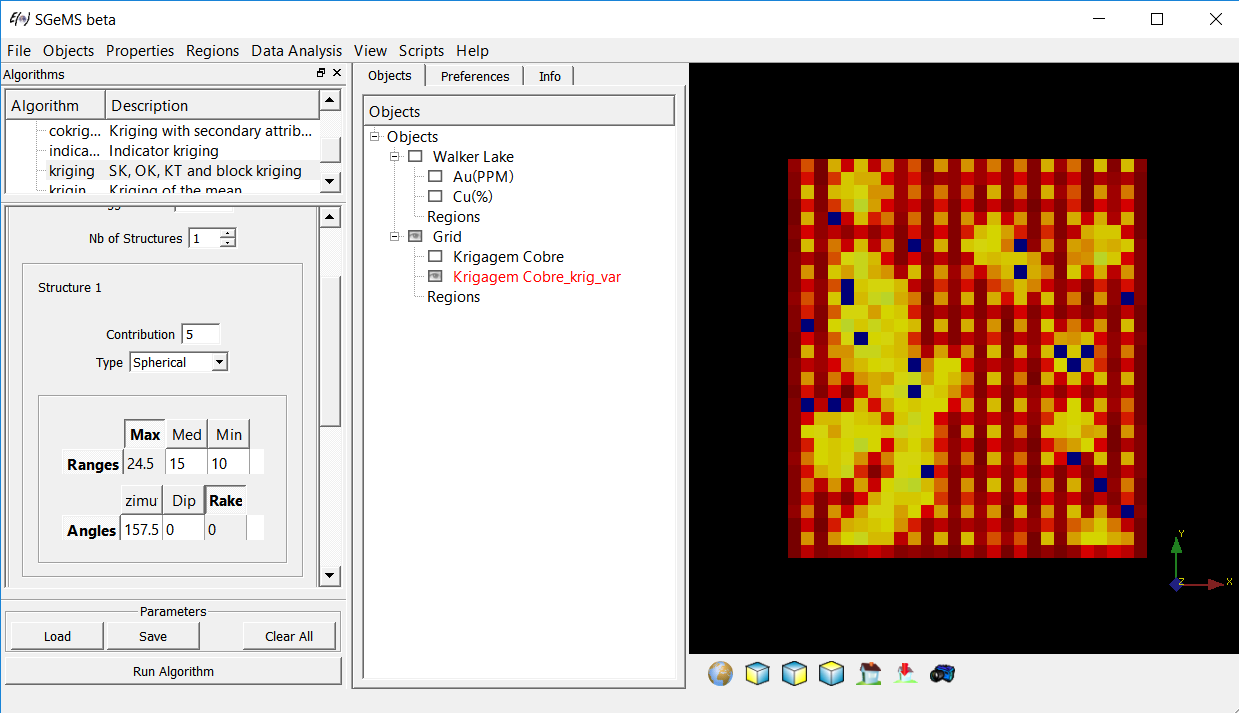 SGeMS beta
File Objects Properties Regions Data Analysis View Scripts Help
Algorithms
Algorithm Description
cokrig... Kriging with secondary attrib...
indica... Indicator kriging
kriging SK, OK, KT and block kriging
krigin Kriging of the mean
Nb of Structures 1
Structure 1
Contribution 5
Type Spherical
Max Med Min
Ranges 24.5 15 10
zimu Dip Rake
Angles 157.5 0 0
Parameters
Load Save Clear All
Run Algorithm
Objects Preferences Info
Objects
Objects
Walker Lake
Au(PPM)
Cu(%)
Regions
Grid
Krigagem Cobre
Krigagem Cobre_krig_var
Regions
Y
Z X